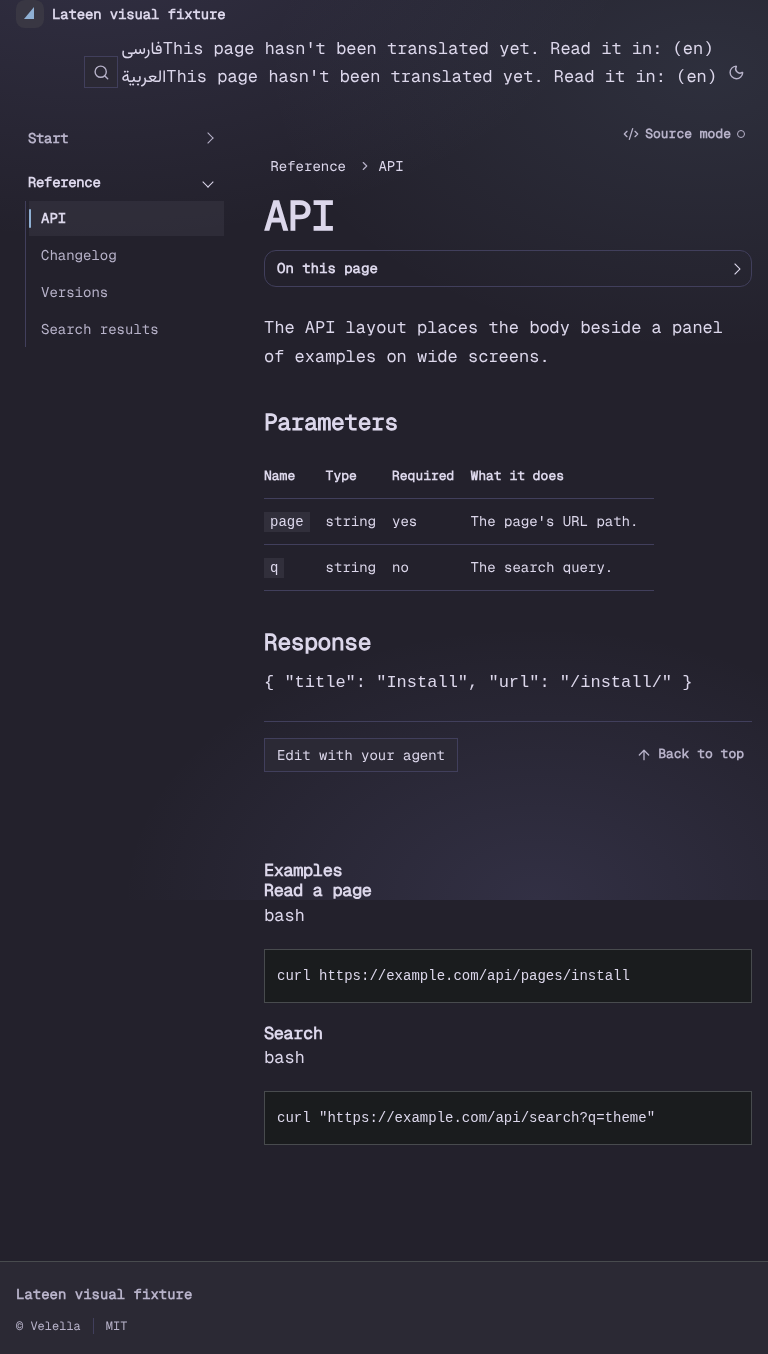 Lateen visual fixture
فارسیThis page hasn't been translated yet. Read it in: (en)
العربيةThis page hasn't been translated yet. Read it in: (en)
Start
Reference
API
Changelog
Versions
Search results
Source mode
Reference > API
API
On this page
The API layout places the body beside a panel
of examples on wide screens.
Parameters
Name Type Required What it does
page string yes The page's URL path.
q string no The search query.
Response
{ "title": "Install", "url": "/install/" }
Edit with your agent
Back to top
Examples
Read a page
bash
curl https://example.com/api/pages/install
Search
bash
curl "https://example.com/api/search?q=theme"
Lateen visual fixture
© Velella MIT